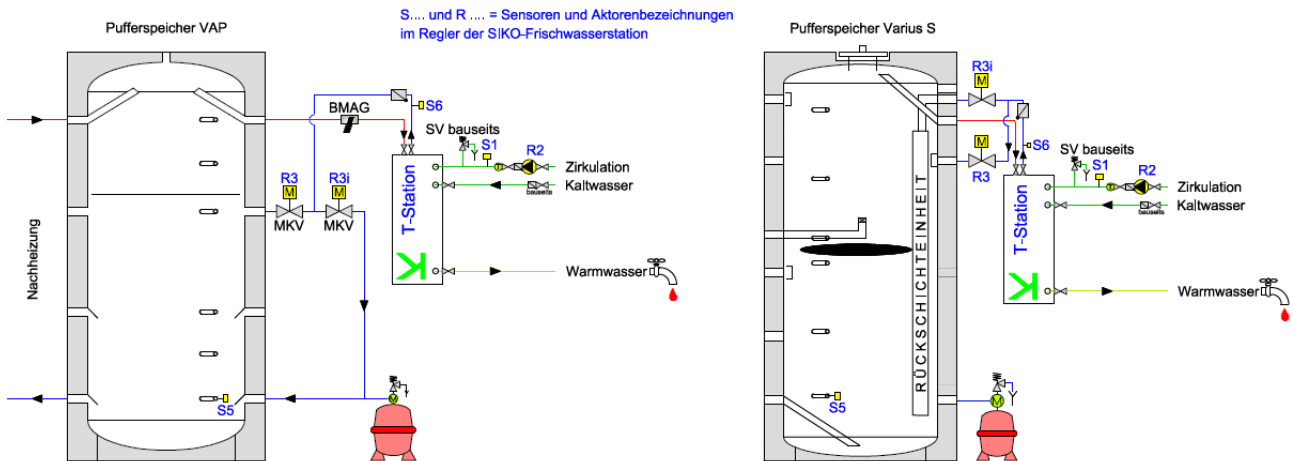 Pufferspeicher VAP
S.... und R .... = Sensoren und Aktorenbezeichnungen
im Regler der SIKO-Frischwasserstation
Pufferspeicher Varius S
Nachheizung
BMAG
S6
SV bauseits
S1
R2
Zirkulation
Kaltwasser
bauseits
R3
R3i
MKV
MKV
T-Station
K
Warmwasser
S5
M
M
M
R3i
M
M
R3
S6
SV bauseits
S1
R2
Zirkulation
Kaltwasser
bauseits
T-Station
K
Warmwasser
RÜCKSCHICHTEINHEIT
S5
M